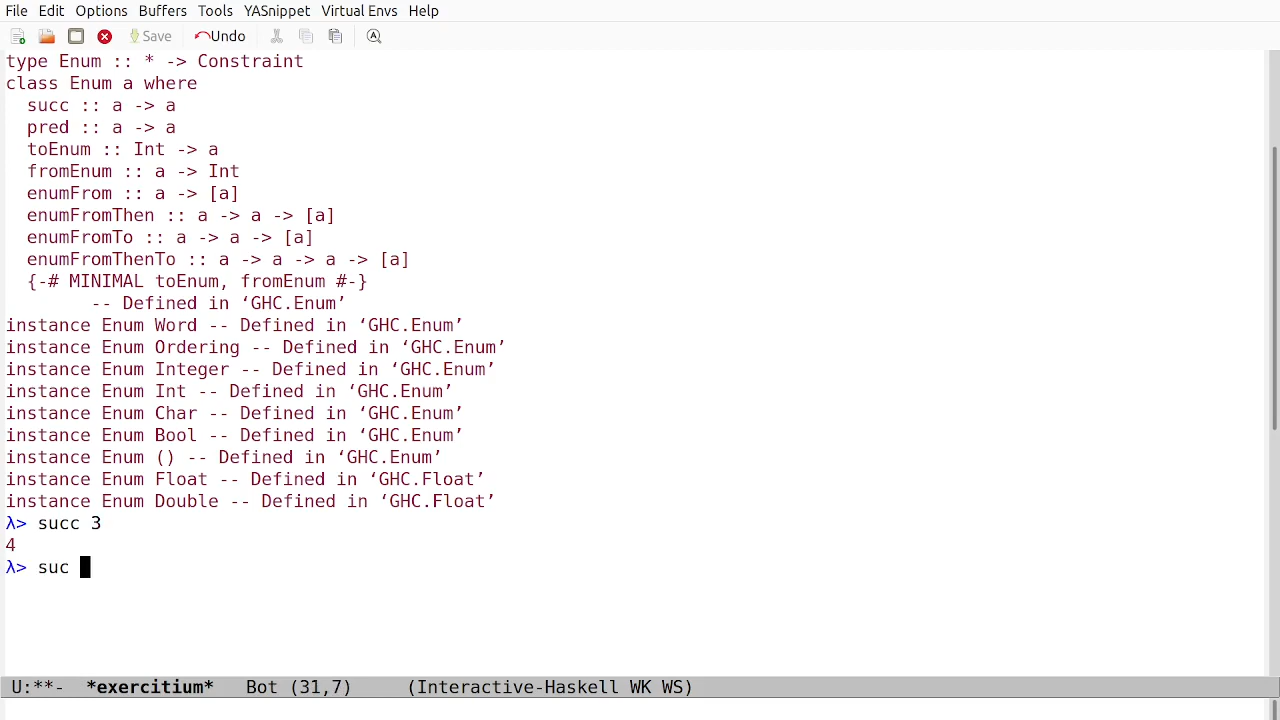 File Edit Options Buffers Tools YASnippet Virtual Envs Help
Save Undo
type Enum :: * -> Constraint
class Enum a where
  succ :: a -> a
  pred :: a -> a
  toEnum :: Int -> a
  fromEnum :: a -> Int
  enumFrom :: a -> [a]
  enumFromThen :: a -> a -> [a]
  enumFromTo :: a -> a -> [a]
  enumFromThenTo :: a -> a -> a -> [a]
  {-# MINIMAL toEnum, fromEnum #-}
        -- Defined in ‘GHC.Enum’
instance Enum Word -- Defined in ‘GHC.Enum’
instance Enum Ordering -- Defined in ‘GHC.Enum’
instance Enum Integer -- Defined in ‘GHC.Enum’
instance Enum Int -- Defined in ‘GHC.Enum’
instance Enum Char -- Defined in ‘GHC.Enum’
instance Enum Bool -- Defined in ‘GHC.Enum’
instance Enum () -- Defined in ‘GHC.Enum’
instance Enum Float -- Defined in ‘GHC.Float’
instance Enum Double -- Defined in ‘GHC.Float’
λ> succ 3
4
λ> suc
U:**-  *exercitium*   Bot (31,7)     (Interactive-Haskell WK WS)